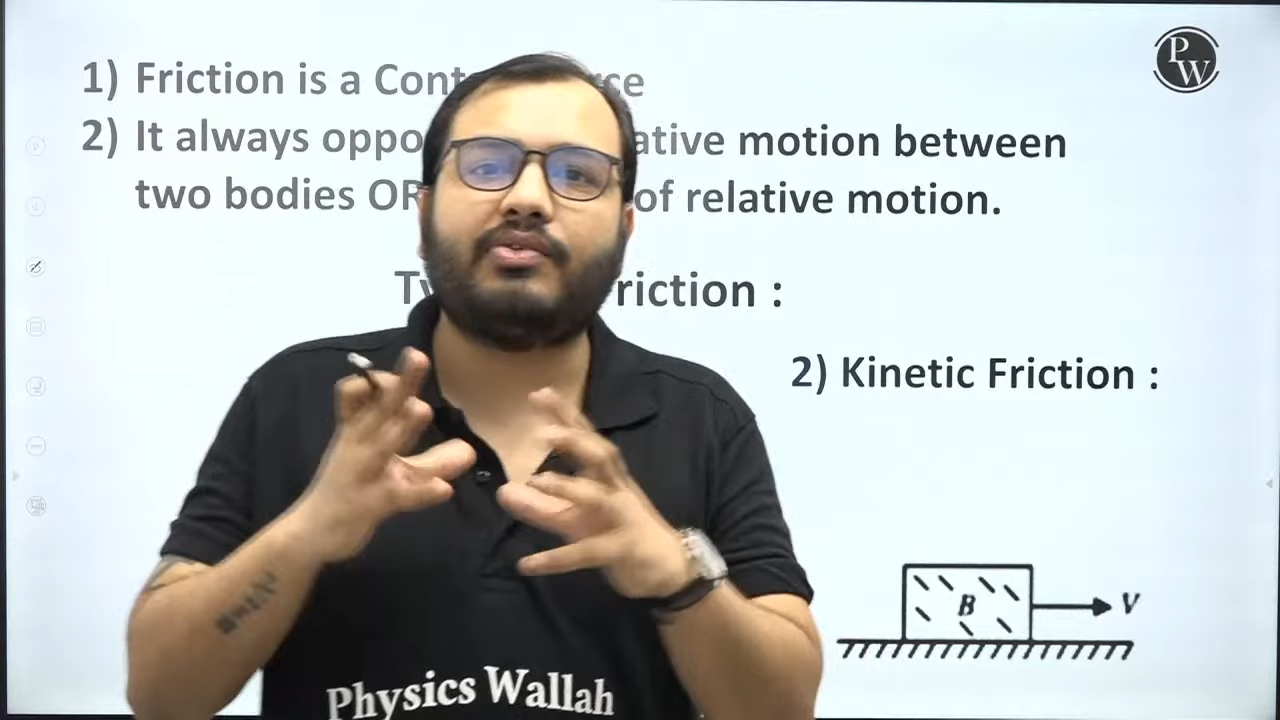 PW
1) Friction is a Cont rce
2) It always oppo ative motion between
two bodies OR of relative motion.
Ty riction :
2) Kinetic Friction :
B
V
Physics Wallah